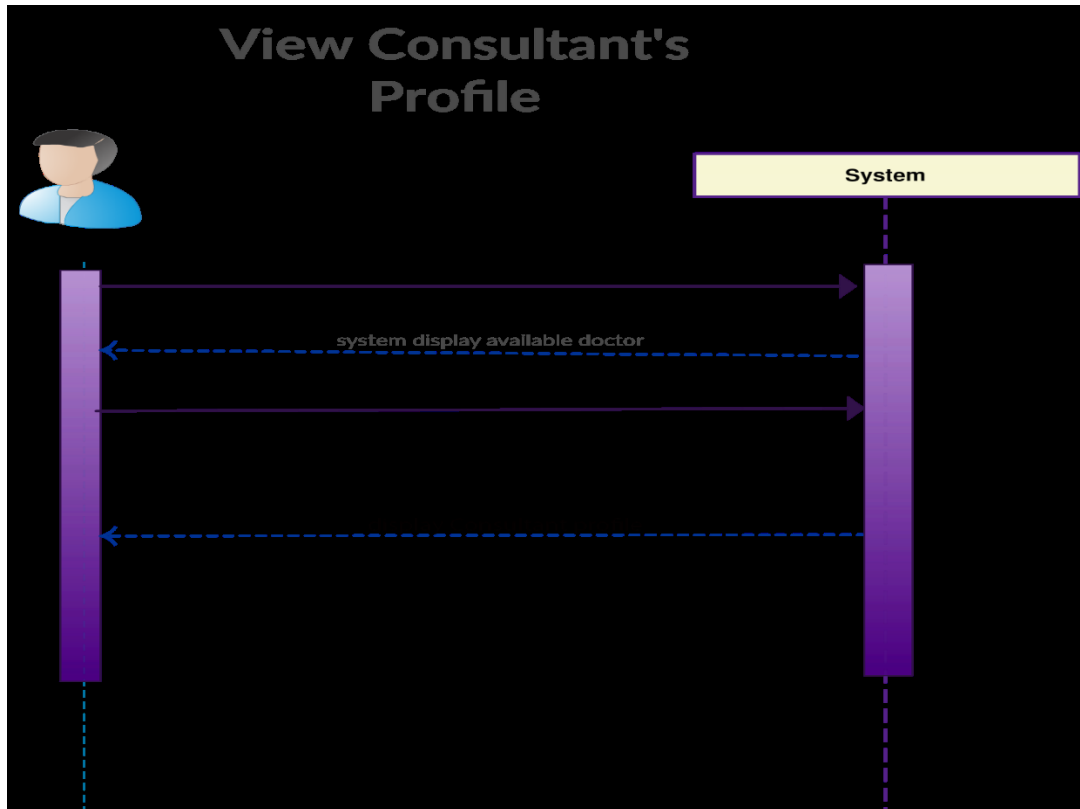 View Consultant's
Profile
System
system display available doctor